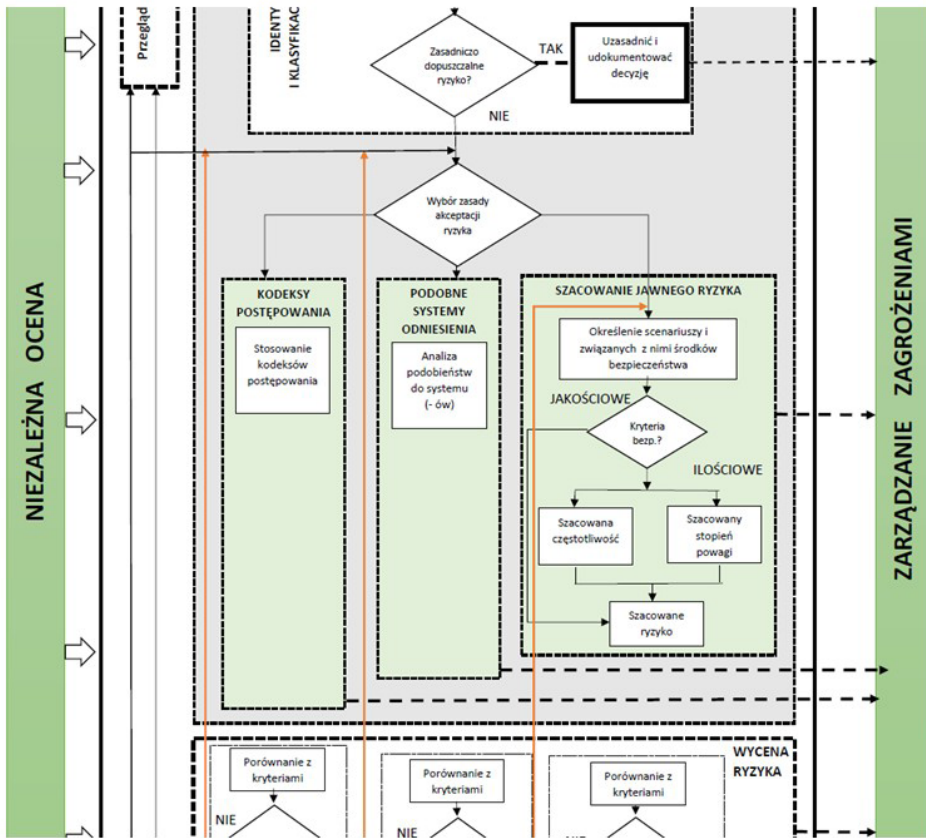 Przegląd
IDENTY
I KLASYFIKAC
Zasadniczo
dopuszczalne
ryzyko?
TAK
Uzasadnić i
udokumentować
decyzję
NIE
Wybór zasady
akceptacji
ryzyka
NIEZALEŻNA OCENA
ZARZĄDZANIE ZAGROŻENIAMI
KODEKSY
POSTĘPOWANIA
Stosowanie
kodeksów
postępowania
PODOBNE
SYSTEMY
ODNIESIENIA
Analiza
podobieństw
do systemu
(- ów)
SZACOWANIE JAWNEGO RYZYKA
Określenie scenariuszy i
związanych z nimi środków
bezpieczeństwa
JAKOŚCIOWE
Kryteria
bezp.?
ILOŚCIOWE
Szacowana
częstotliwość
Szacowany
stopień
powagi
Szacowane
ryzyko
WYCENA
RYZYKA
Porównanie z
kryteriami
NIE
Porównanie z
kryteriami
NIE
Porównanie z
kryteriami